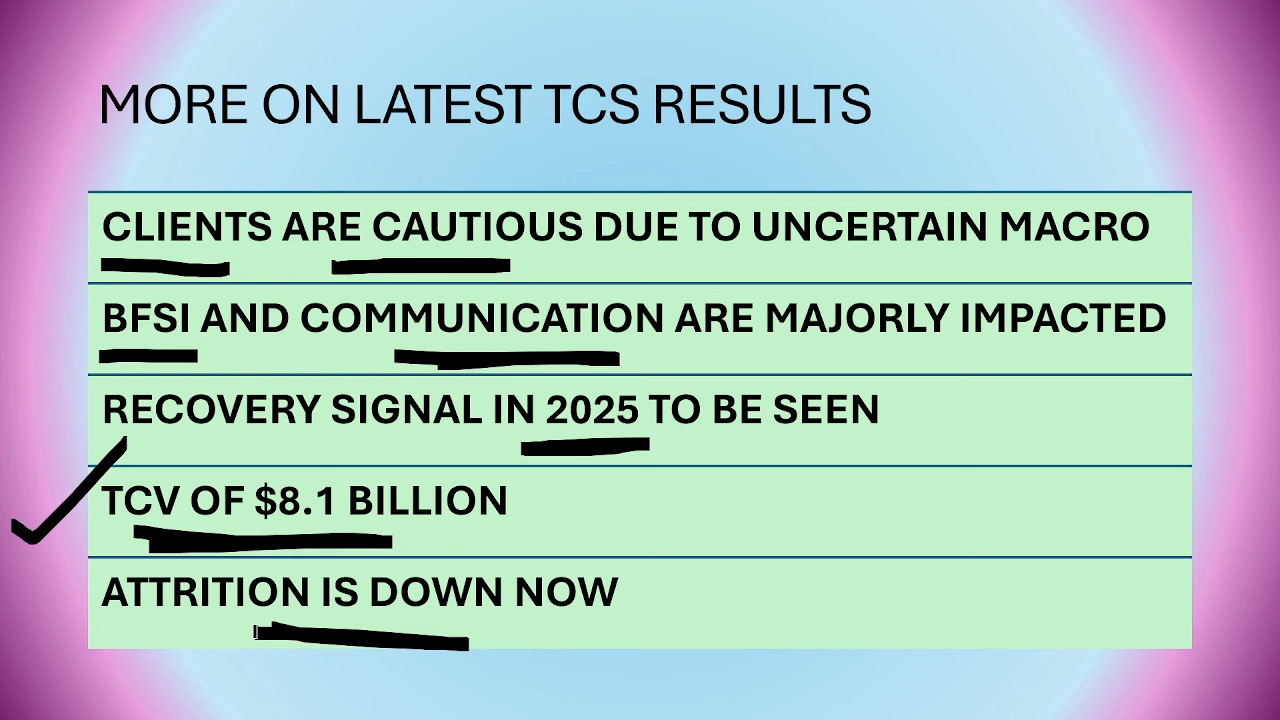 MORE ON LATEST TCS RESULTS
CLIENTS ARE CAUTIOUS DUE TO UNCERTAIN MACRO
BFSI AND COMMUNICATION ARE MAJORLY IMPACTED
RECOVERY SIGNAL IN 2025 TO BE SEEN
TCV OF $8.1 BILLION
ATTRITION IS DOWN NOW